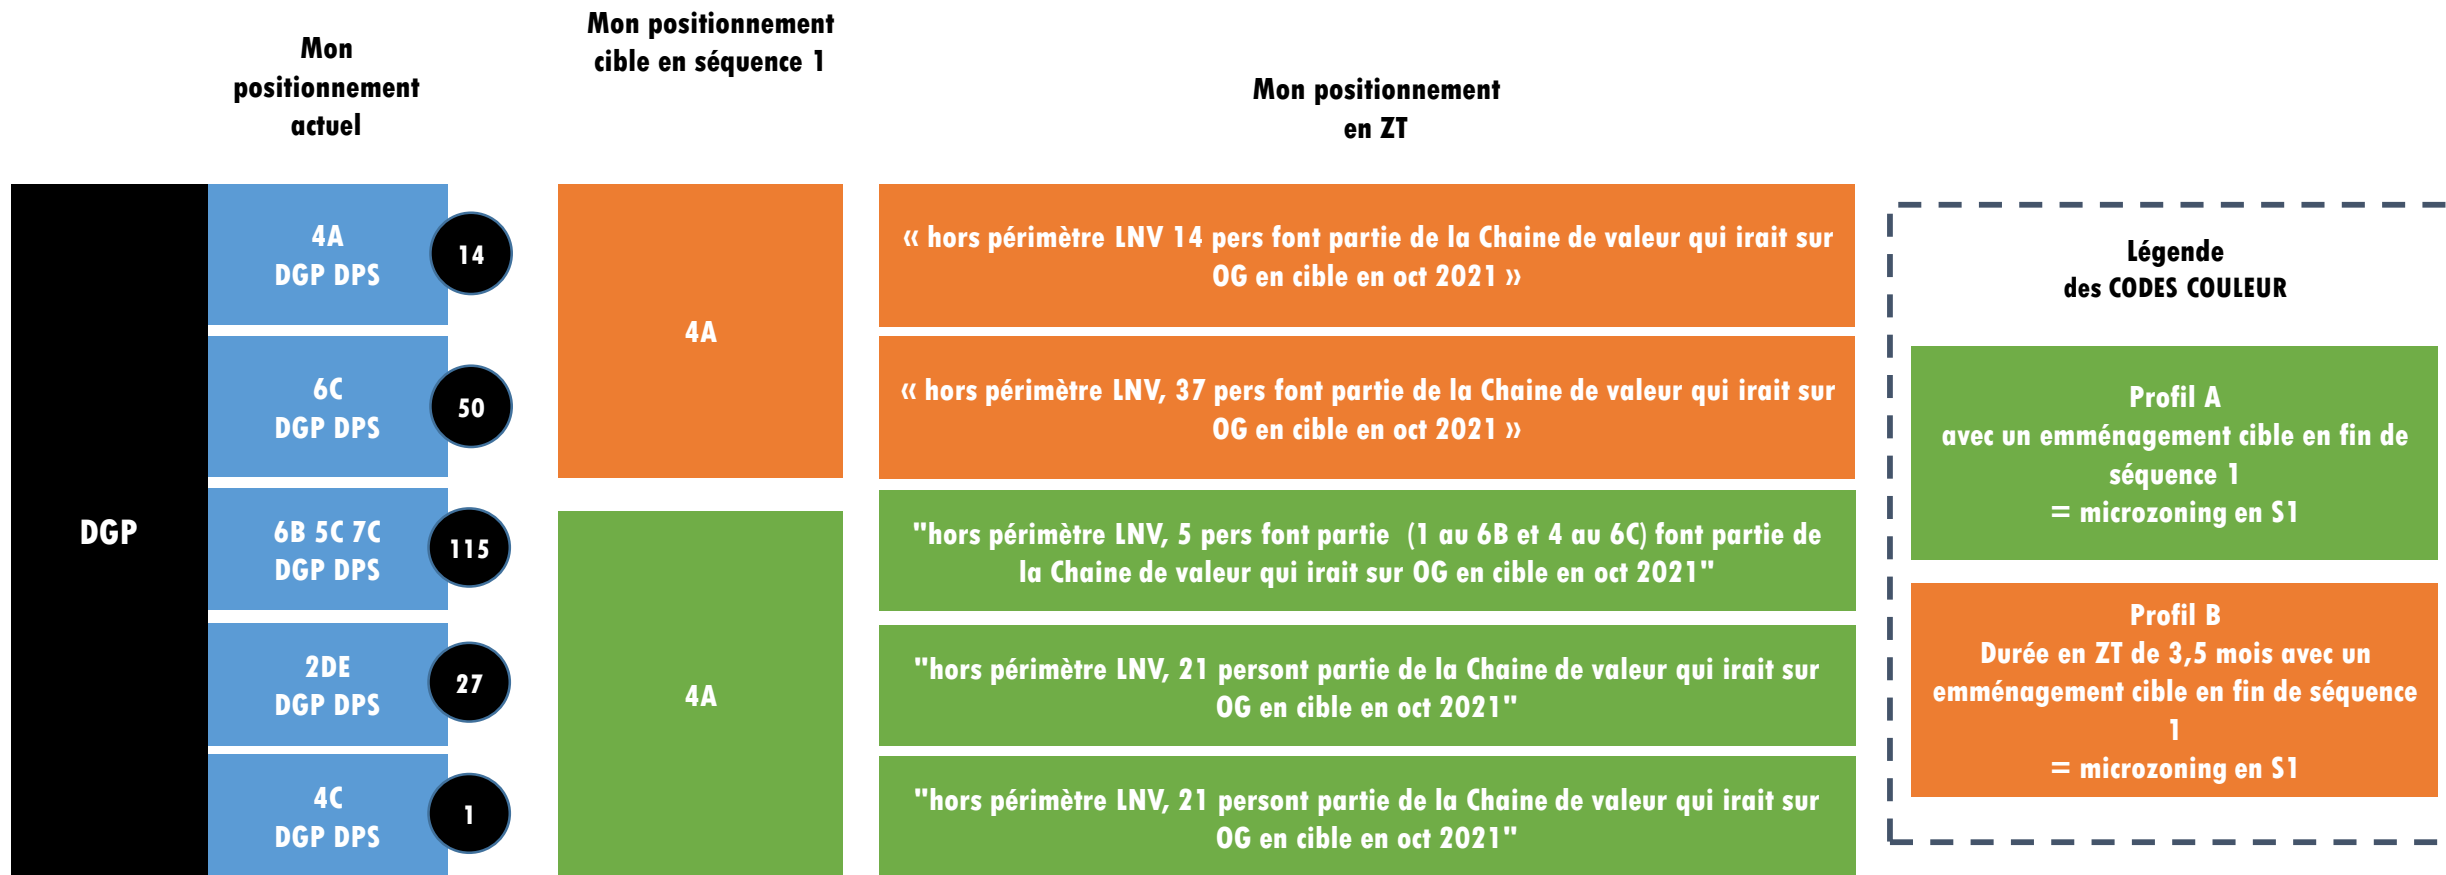 Mon
positionnement
actuel
Mon positionnement
cible en séquence 1
Mon positionnement
en ZT
DGP
4A
DGP DPS
14
4A
« hors périmètre LNV 14 pers font partie de la Chaine de valeur qui irait sur
OG en cible en oct 2021 »
6C
DGP DPS
50
« hors périmètre LNV, 37 pers font partie de la Chaine de valeur qui irait sur
OG en cible en oct 2021 »
6B 5C 7C
DGP DPS
115
4A
"hors périmètre LNV, 5 pers font partie (1 au 6B et 4 au 6C) font partie de
la Chaine de valeur qui irait sur OG en cible en oct 2021"
2DE
DGP DPS
27
"hors périmètre LNV, 21 persont partie de la Chaine de valeur qui irait sur
OG en cible en oct 2021"
4C
DGP DPS
1
"hors périmètre LNV, 21 persont partie de la Chaine de valeur qui irait sur
OG en cible en oct 2021"
Légende
des CODES COULEUR
Profil A
avec un emménagement cible en fin de
séquence 1
= microzoning en S1
Profil B
Durée en ZT de 3,5 mois avec un
emménagement cible en fin de séquence
1
= microzoning en S1